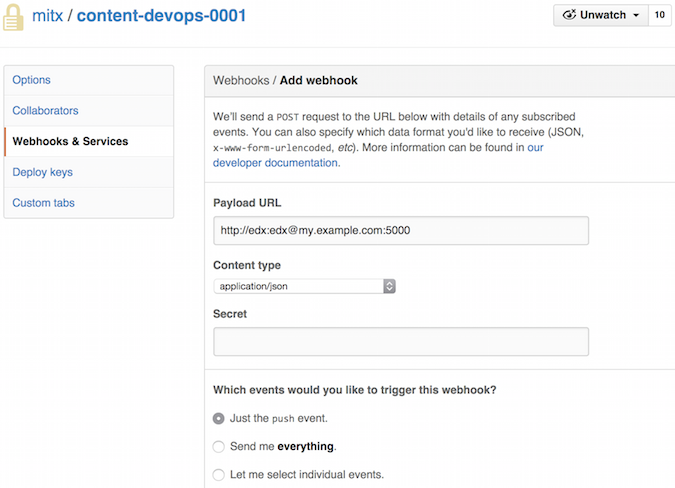 mitx / content-devops-0001
Unwatch
10
Options
Collaborators
Webhooks & Services
Deploy keys
Custom tabs
Webhooks / Add webhook
We'll send a POST request to the URL below with details of any subscribed
events. You can also specify which data format you'd like to receive (JSON,
x-www-form-urlencoded, etc). More information can be found in our
developer documentation.
Payload URL
http://edx:edx@my.example.com:5000
Content type
application/json
Secret
Which events would you like to trigger this webhook?
Just the push event.
Send me everything.
Let me select individual events.